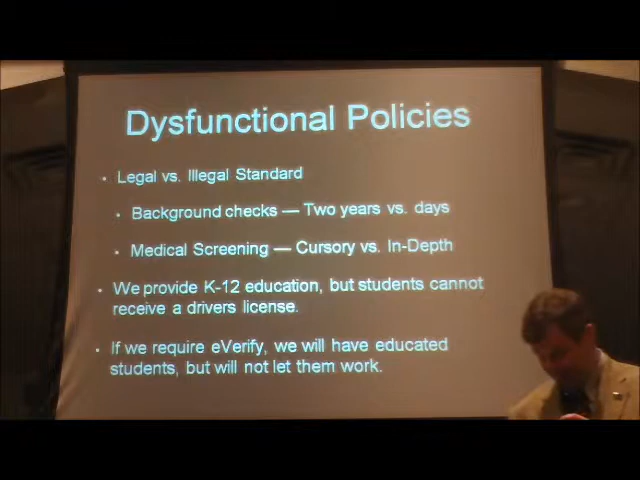 Dysfunctional Policies
• Legal vs. Illegal Standard
• Background checks — Two years vs. days
• Medical Screening — Cursory vs. In-Depth
• We provide K-12 education, but students cannot
receive a drivers license.
• If we require eVerify, we will have educated
students, but will not let them work.